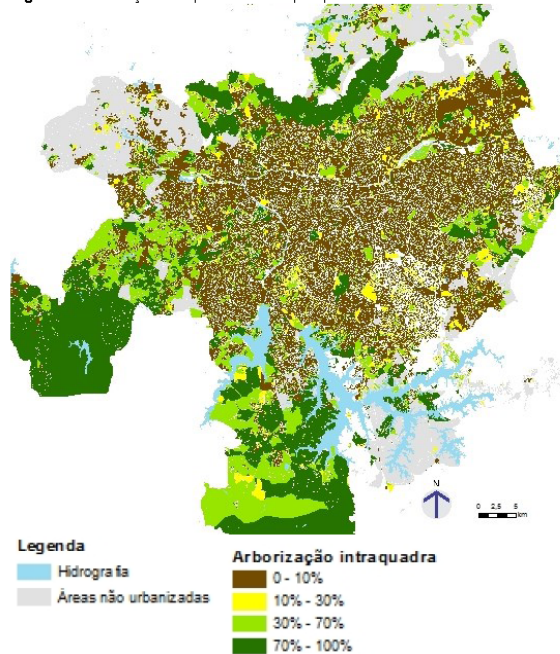 N
0 2,5 5
km
Legenda
Hidrografia
Áreas não urbanizadas
Arborização intraquadra
0 - 10%
10% - 30%
30% - 70%
70% - 100%